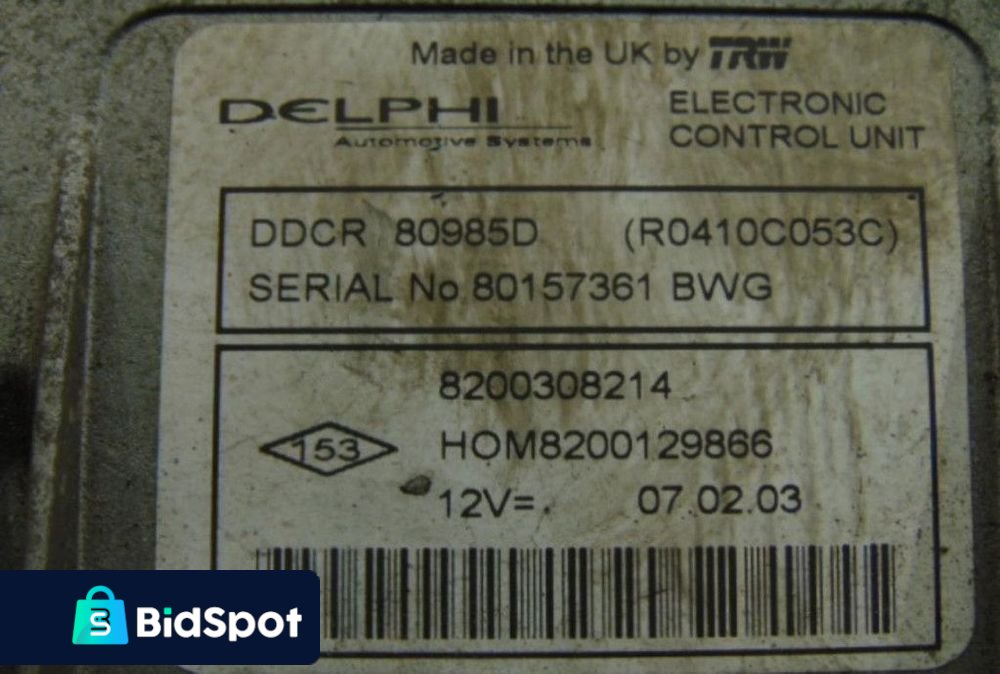 Made in the UK by TRW
DELPHI
Automotive Systems
ELECTRONIC
CONTROL UNIT
DDCR 80985D (R0410C053C)
SERIAL No 80157361 BWG
8200308214
153
HOM8200129866
12V=. 07.02.03
BidSpot